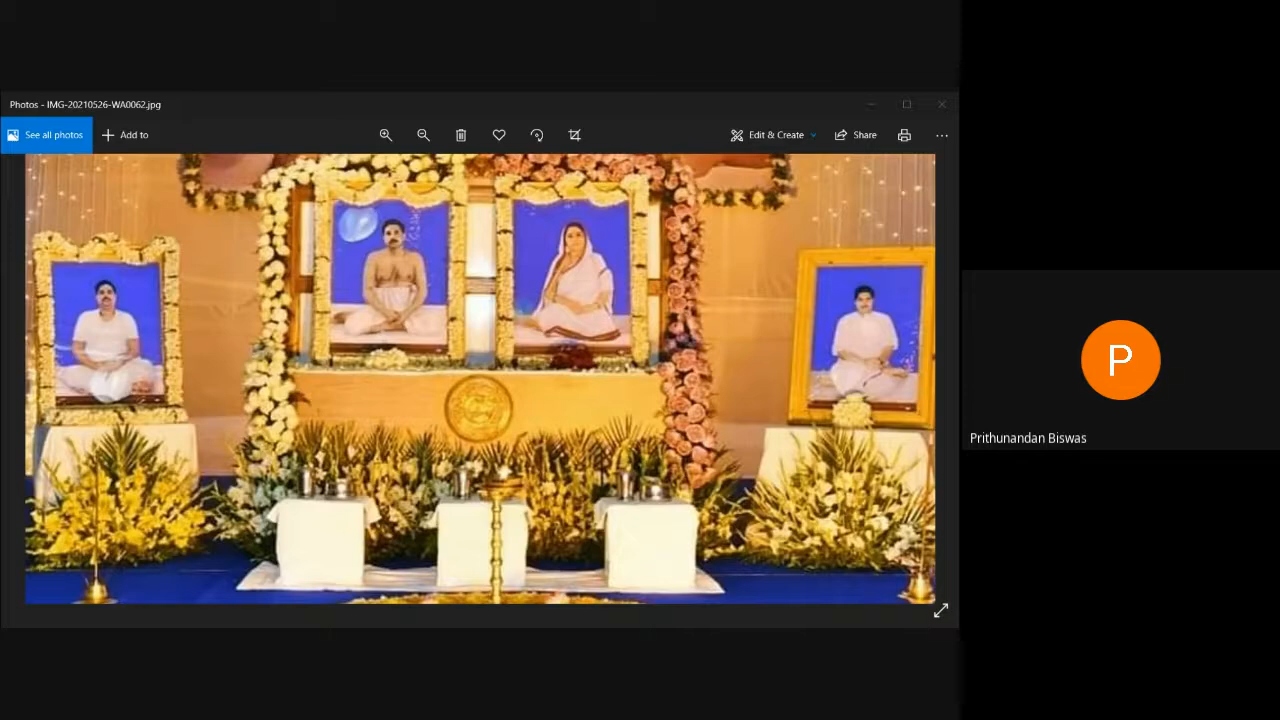 Photos - IMG-20210526-WA0062.jpg
See all photos
Add to
Edit & Create
Share
P
Prithunandan Biswas